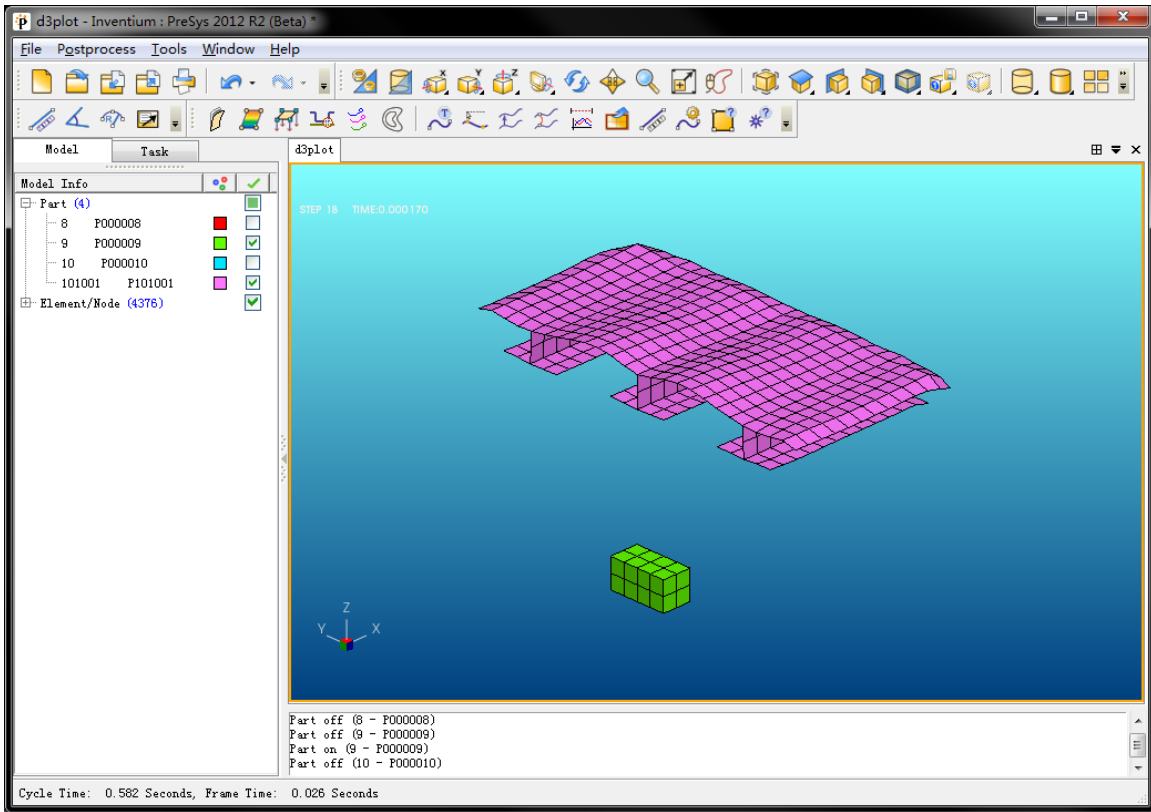 d3plot - Inventium : PreSys 2012 R2 (Beta) *
File Postprocess Tools Window Help
Model Task
d3plot
Model Info
Part (4)
8 P000008
9 P000009
10 P000010
101001 P101001
Element/Node (4376)
STEP 18 TIME:0.000170
Z
Y X
Part off (8 - P000008)
Part off (9 - P000009)
Part on (9 - P000009)
Part off (10 - P000010)
Cycle Time: 0.582 Seconds, Frame Time: 0.026 Seconds